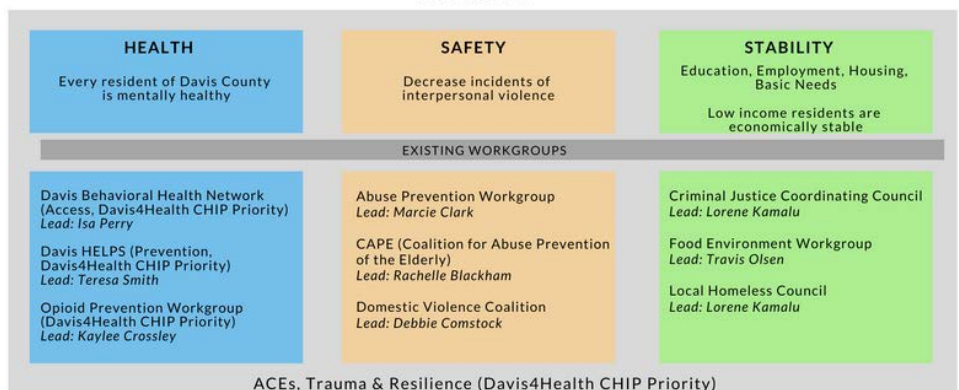 HEALTH
Every resident of Davis County
is mentally healthy
SAFETY
Decrease incidents of
interpersonal violence
STABILITY
Education, Employment, Housing,
Basic Needs
Low income residents are
economically stable
EXISTING WORKGROUPS
Davis Behavioral Health Network
(Access, Davis4Health CHIP Priority)
Lead: Isa Perry
Davis HELPS (Prevention,
Davis4Health CHIP Priority)
Lead: Teresa Smith
Opioid Prevention Workgroup
(Davis4Health CHIP Priority)
Lead: Kaylee Crossley
Abuse Prevention Workgroup
Lead: Marcie Clark
CAPE (Coalition for Abuse Prevention
of the Elderly)
Lead: Rachelle Blackham
Domestic Violence Coalition
Lead: Debbie Comstock
Criminal Justice Coordinating Council
Lead: Lorene Kamalu
Food Environment Workgroup
Lead: Travis Olsen
Local Homeless Council
Lead: Lorene Kamalu
ACEs, Trauma & Resilience (Davis4Health CHIP Priority)